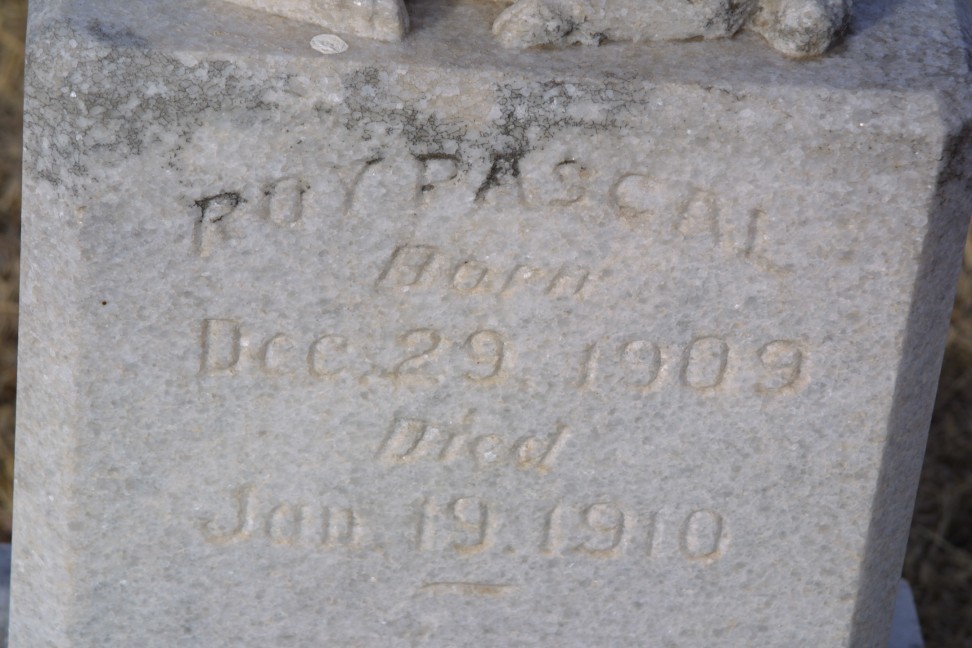 ROY PASCAL
Born
Dec. 29. 1909
Died
Jan. 19. 1910